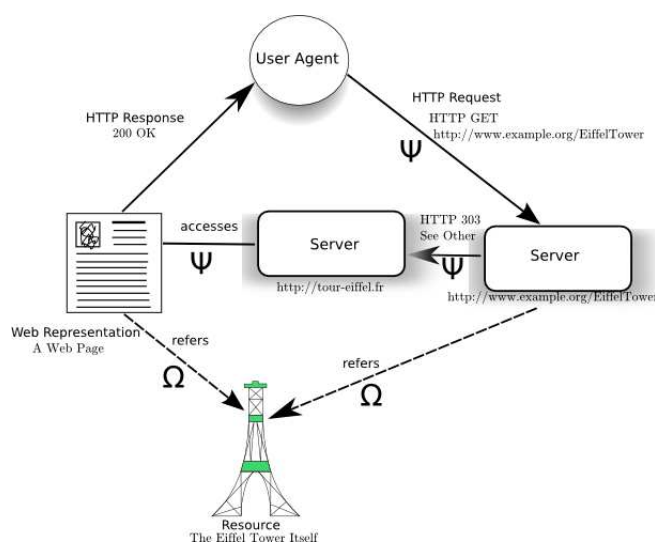 User Agent
HTTP Request
HTTP GET
http://www.example.org/EiffelTower
Ψ
HTTP Response
200 OK
accesses
Ψ
Server
http://tour-eiffel.fr
HTTP 303
See Other
Ψ
Server
http://www.example.org/EiffelTower
Web Representation
A Web Page
refers
Ω
refers
Ω
Resource
The Eiffel Tower Itself